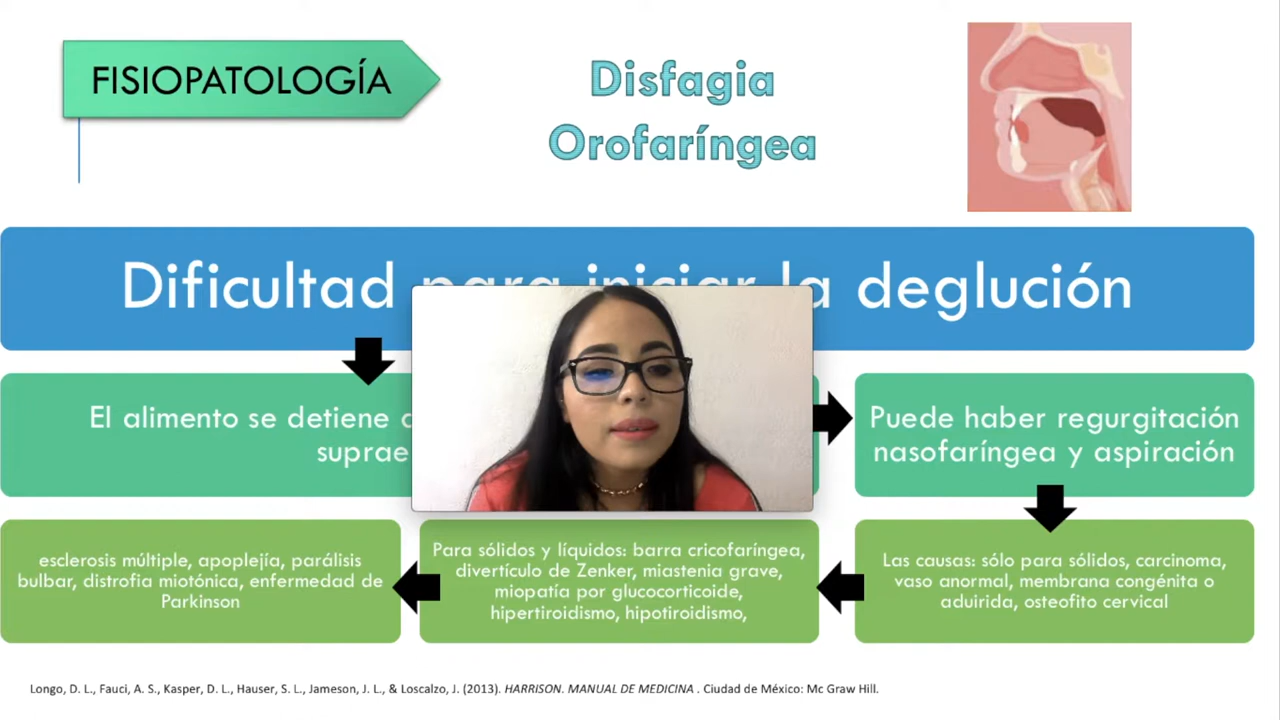 FISIOPATOLOGÍA
Disfagia
Orofaríngea
Dificultad para iniciar la deglución
El alimento se detiene
Puede haber regurgitación
nasofaríngea y aspiración
esclerosis múltiple, apoplejía, parálisis
bulbar, distrofia miotónica, enfermedad de
Parkinson
Para sólidos y líquidos: barra cricofaríngea,
divertículo de Zenker, miastenia grave,
miopatía por glucocorticoide,
hipertiroidismo, hipotiroidismo,
Las causas: sólo para sólidos, carcinoma,
vaso anormal, membrana congénita o
aduirida, osteofito cervical
Longo, D. L., Fauci, A. S., Kasper, D. L., Hauser, S. L., Jameson, J. L., & Loscalzo, J. (2013). HARRISON. MANUAL DE MEDICINA . Ciudad de México: Mc Graw Hill.